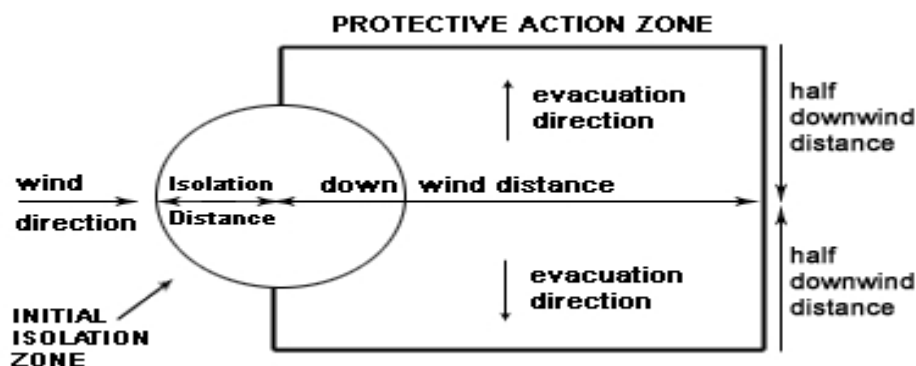 PROTECTIVE ACTION ZONE
evacuation
direction
half
downwind
distance
wind
direction
Isolation
Distance
down wind distance
evacuation
direction
half
downwind
distance
INITIAL
ISOLATION
ZONE